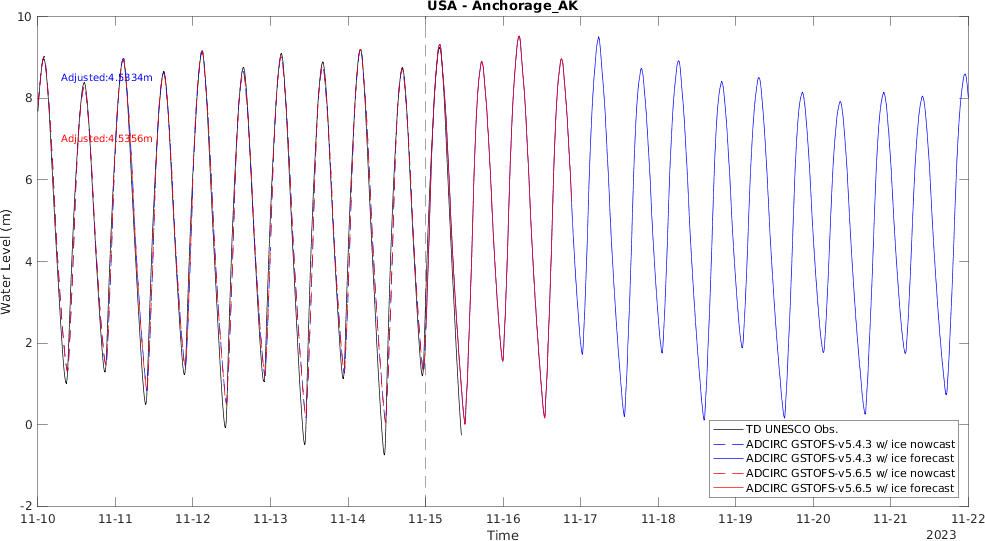 USA - Anchorage_AK
10
8
6
4
2
0
-2
Water Level (m)
Adjusted:4.5334m
Adjusted:4.5356m
TD UNESCO Obs.
ADCIRC GSTOFS-v5.4.3 w/ ice nowcast
ADCIRC GSTOFS-v5.4.3 w/ ice forecast
ADCIRC GSTOFS-v5.6.5 w/ ice nowcast
ADCIRC GSTOFS-v5.6.5 w/ ice forecast
11-10 11-11 11-12 11-13 11-14 11-15 11-16 11-17 11-18 11-19 11-20 11-21 11-22
Time
2023